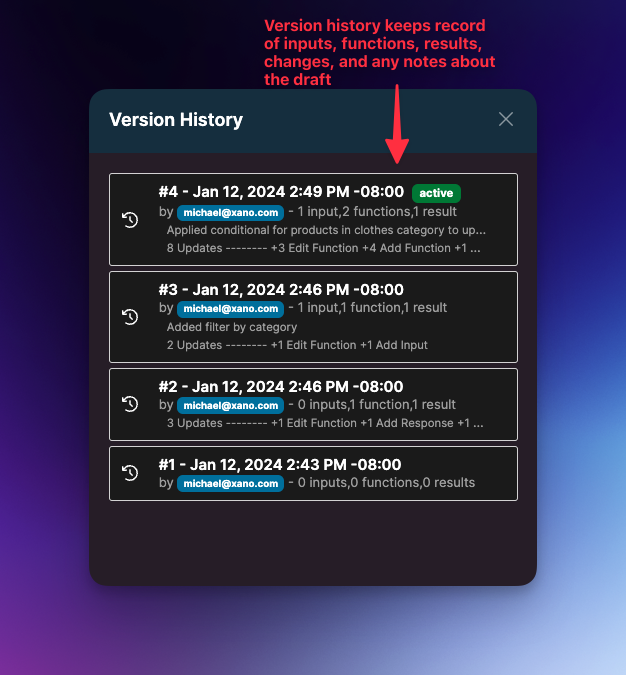 Version history keeps record
of inputs, functions, results,
changes, and any notes about
the draft
Version History
#4 - Jan 12, 2024 2:49 PM -08:00 active
by michael@xano.com - 1 input,2 functions,1 result
Applied conditional for products in clothes category to up...
8 Updates -------- +3 Edit Function +4 Add Function +1 ...
#3 - Jan 12, 2024 2:46 PM -08:00
by michael@xano.com - 1 input,1 function,1 result
Added filter by category
2 Updates -------- +1 Edit Function +1 Add Input
#2 - Jan 12, 2024 2:46 PM -08:00
by michael@xano.com - 0 inputs,1 function,1 result
3 Updates -------- +1 Edit Function +1 Add Response +1 ...
#1 - Jan 12, 2024 2:43 PM -08:00
by michael@xano.com - 0 inputs,0 functions,0 results